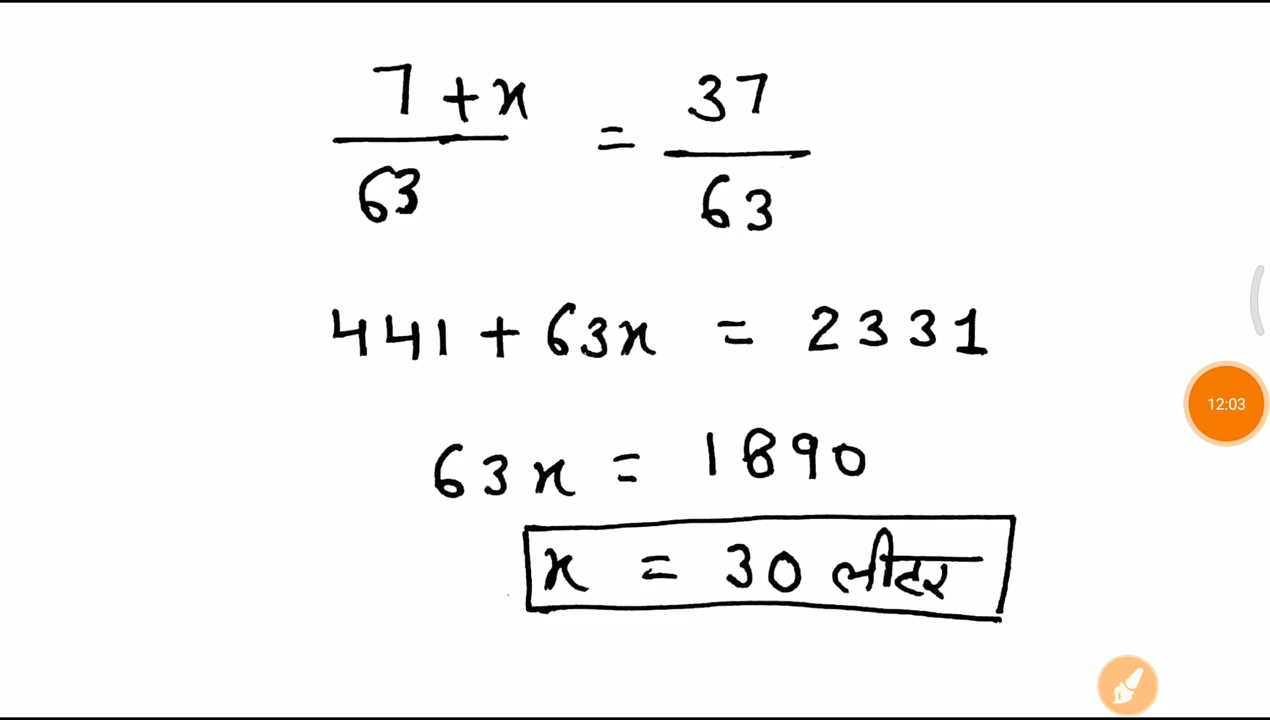 7 + x = 37
63 63
441 + 63x = 2331
63x = 1890
x = 30 लीटर
12:03